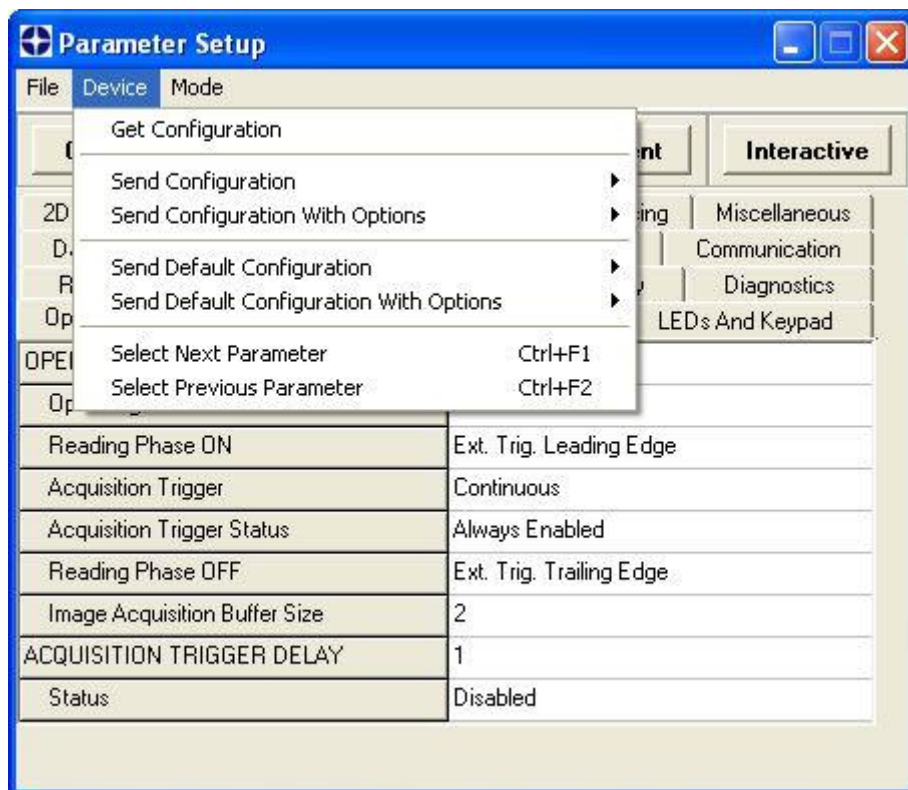 Parameter Setup
File Device Mode
Get Configuration
Interactive
Send Configuration
Send Configuration With Options
2D Miscellaneous
Communication
Send Default Configuration
Send Default Configuration With Options
Diagnostics
LEDs And Keypad
Select Next Parameter Ctrl+F1
Select Previous Parameter Ctrl+F2
Reading Phase ON Ext. Trig. Leading Edge
Acquisition Trigger Continuous
Acquisition Trigger Status Always Enabled
Reading Phase OFF Ext. Trig. Trailing Edge
Image Acquisition Buffer Size 2
ACQUISITION TRIGGER DELAY 1
Status Disabled